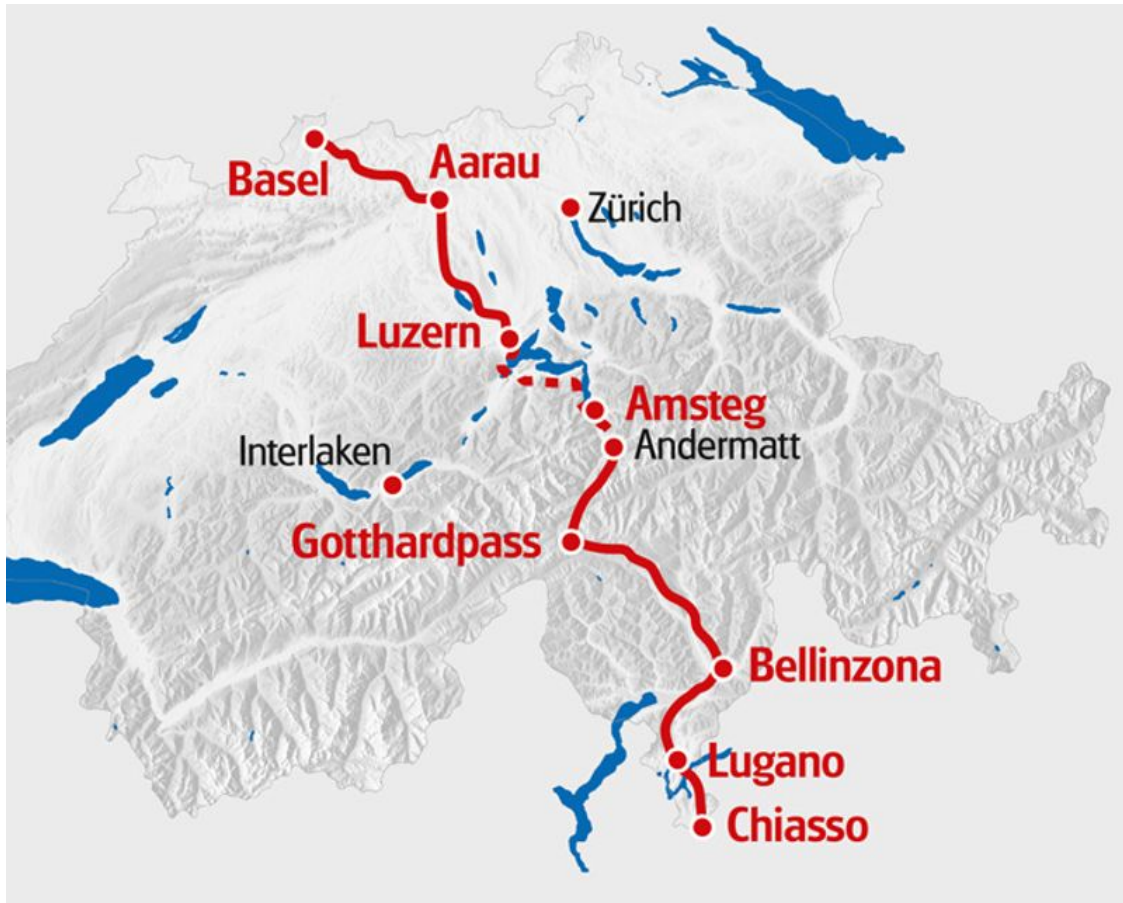 Basel
Aarau
Zürich
Luzern
Amsteg
Andermatt
Interlaken
Gotthardpass
Bellinzona
Lugano
Chiasso